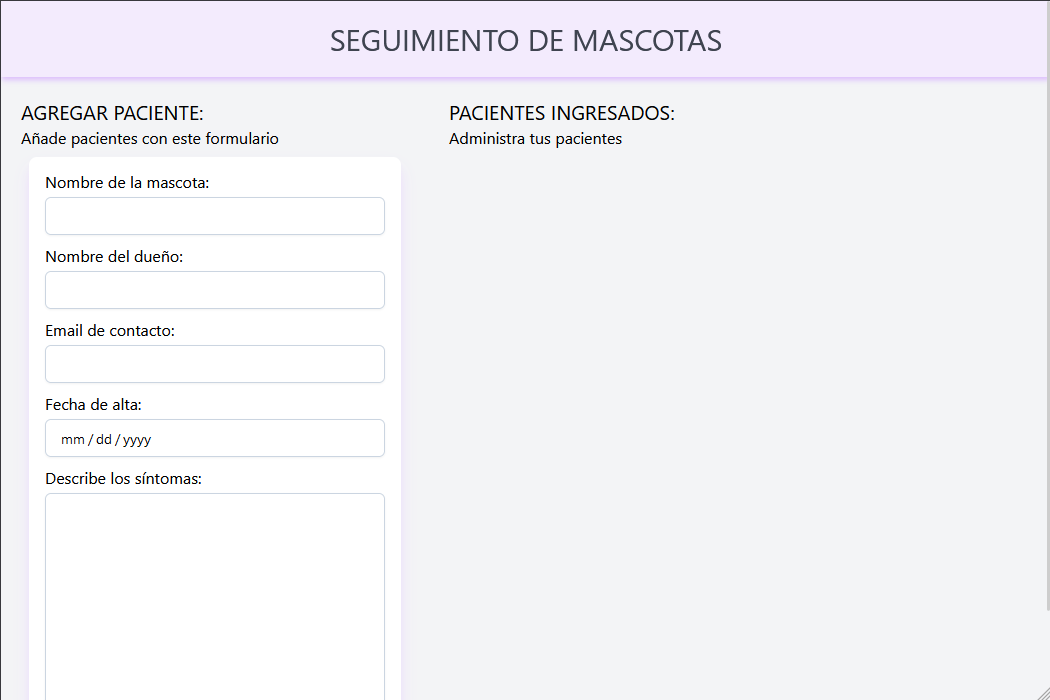 SEGUIMIENTO DE MASCOTAS
AGREGAR PACIENTE:
Añade pacientes con este formulario
Nombre de la mascota:
Nombre del dueño:
Email de contacto:
Fecha de alta:
mm / dd / yyyy
Describe los síntomas:
PACIENTES INGRESADOS:
Administra tus pacientes